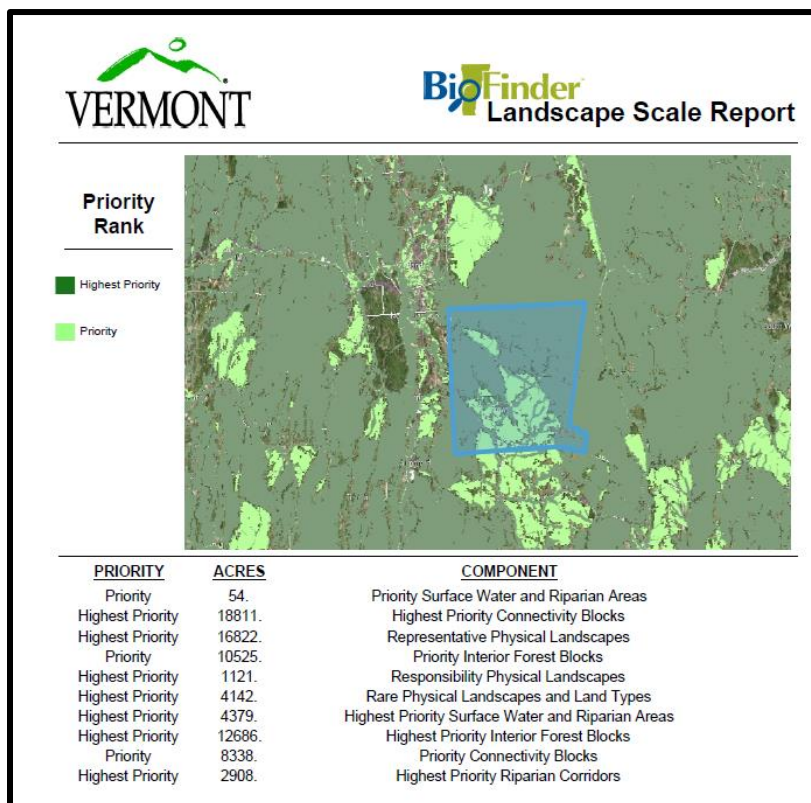 VERMONT
BioFinder
Landscape Scale Report
Priority
Rank
Highest Priority
Priority
PRIORITY ACRES COMPONENT
Priority 54. Priority Surface Water and Riparian Areas
Highest Priority 18811. Highest Priority Connectivity Blocks
Highest Priority 16822. Representative Physical Landscapes
Priority 10525. Priority Interior Forest Blocks
Highest Priority 1121. Responsibility Physical Landscapes
Highest Priority 4142. Rare Physical Landscapes and Land Types
Highest Priority 4379. Highest Priority Surface Water and Riparian Areas
Highest Priority 12686. Highest Priority Interior Forest Blocks
Priority 8338. Priority Connectivity Blocks
Highest Priority 2908. Highest Priority Riparian Corridors